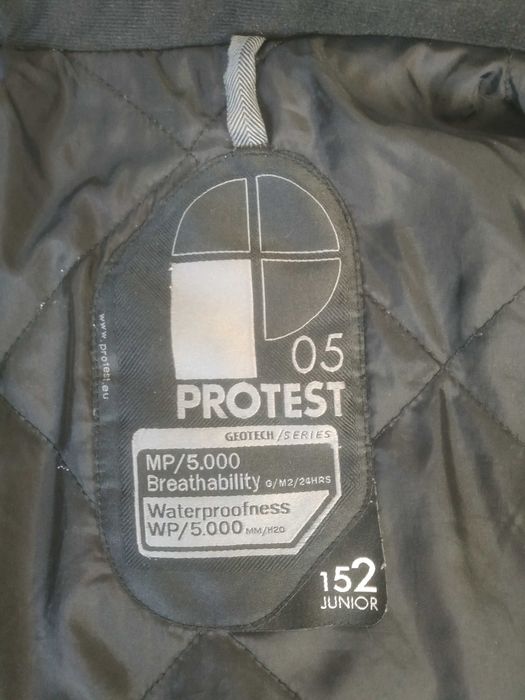 www.protest.eu
05
PROTEST
GEOTECH/SERIES
MP/5.000
Breathability G/M2/24HRS
Waterproofness
WP/5.000 MM/H2O
152
JUNIOR